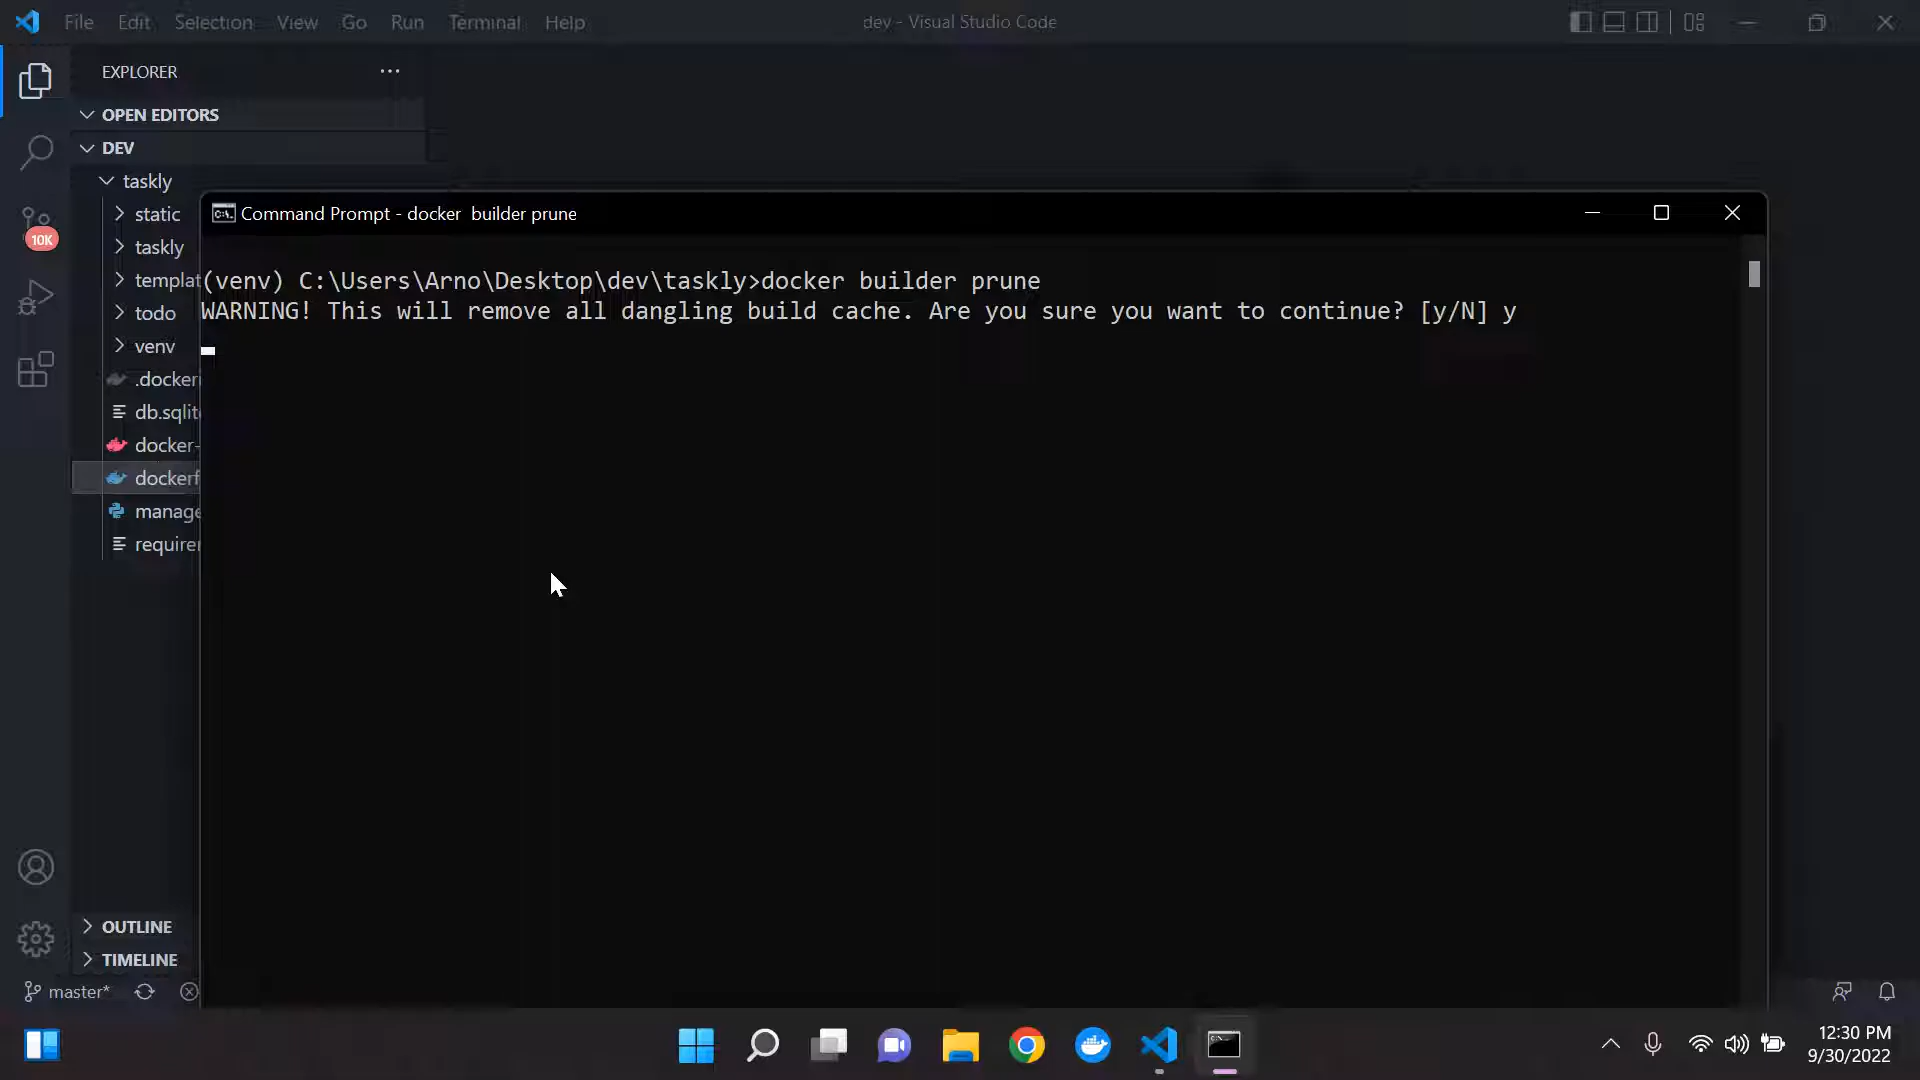 File Edit Selection View Go Run Terminal Help
dev - Visual Studio Code
EXPLORER
OPEN EDITORS
DEV
taskly
static
taskly
templat
todo
venv
.docker
db.sqlit
docker-
dockerf
manage
require
10K
Command Prompt - docker  builder prune
(venv) C:\Users\Arno\Desktop\dev\taskly>docker builder prune
WARNING! This will remove all dangling build cache. Are you sure you want to continue? [y/N] y
OUTLINE
TIMELINE
master*
12:30 PM
9/30/2022